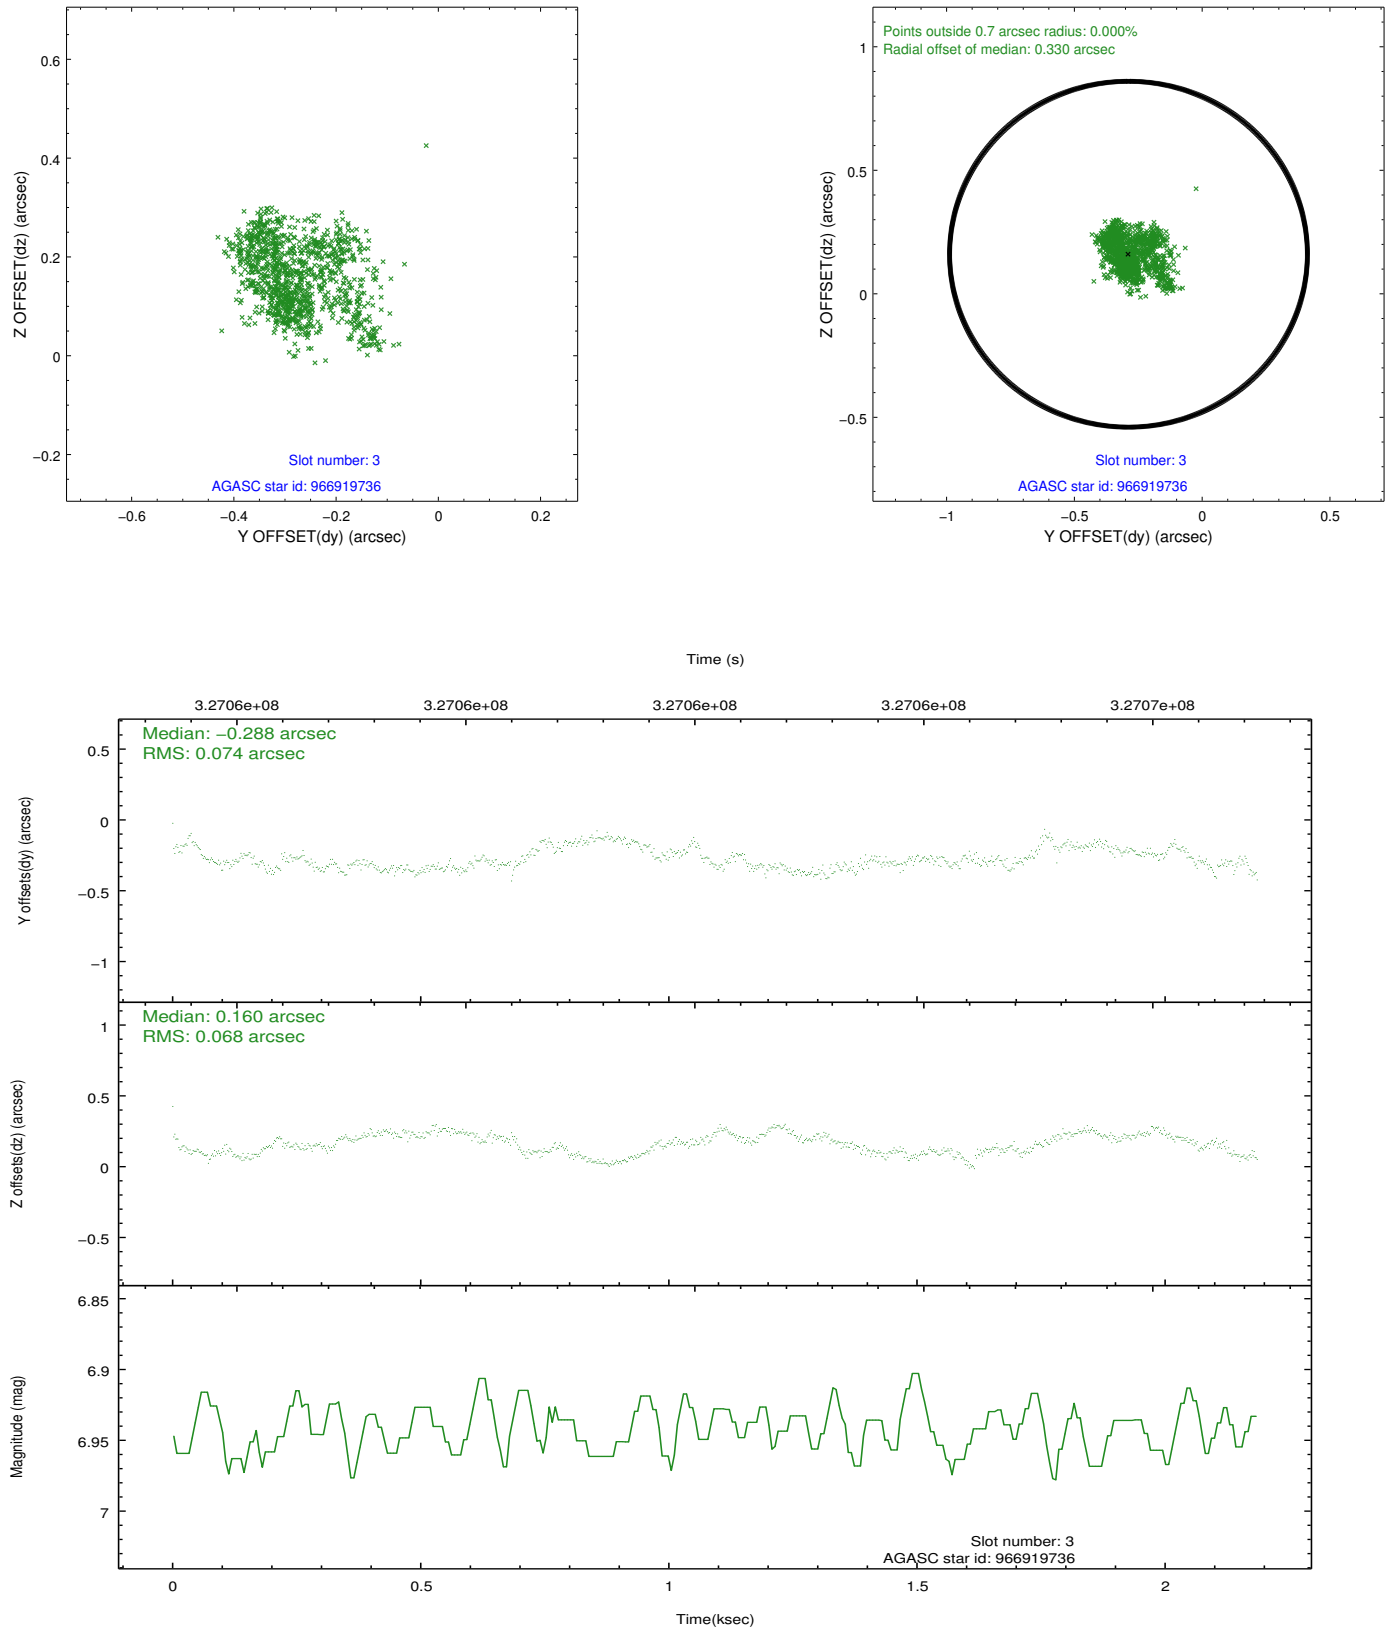 0.6
0.4
0.2
0
−0.2
Z OFFSET(dz) (arcsec)
Slot number: 3
AGASC star id: 966919736
−0.6
−0.4
−0.2
0
0.2
Y OFFSET(dy) (arcsec)
Points outside 0.7 arcsec radius: 0.000%
Radial offset of median: 0.330 arcsec
1
0.5
0
−0.5
Z OFFSET(dz) (arcsec)
Slot number: 3
AGASC star id: 966919736
−1
−0.5
0
0.5
Y OFFSET(dy) (arcsec)
Time (s)
3.2706e+08
3.2706e+08
3.2706e+08
3.2706e+08
3.2707e+08
Median: −0.288 arcsec
RMS: 0.074 arcsec
0.5
0
−0.5
−1
Y offsets(dy) (arcsec)
Median: 0.160 arcsec
RMS: 0.068 arcsec
1
0.5
0
−0.5
Z offsets(dz) (arcsec)
6.85
6.9
6.95
7
Magnitude (mag)
Slot number: 3
AGASC star id: 966919736
0
0.5
1
1.5
2
Time(ksec)